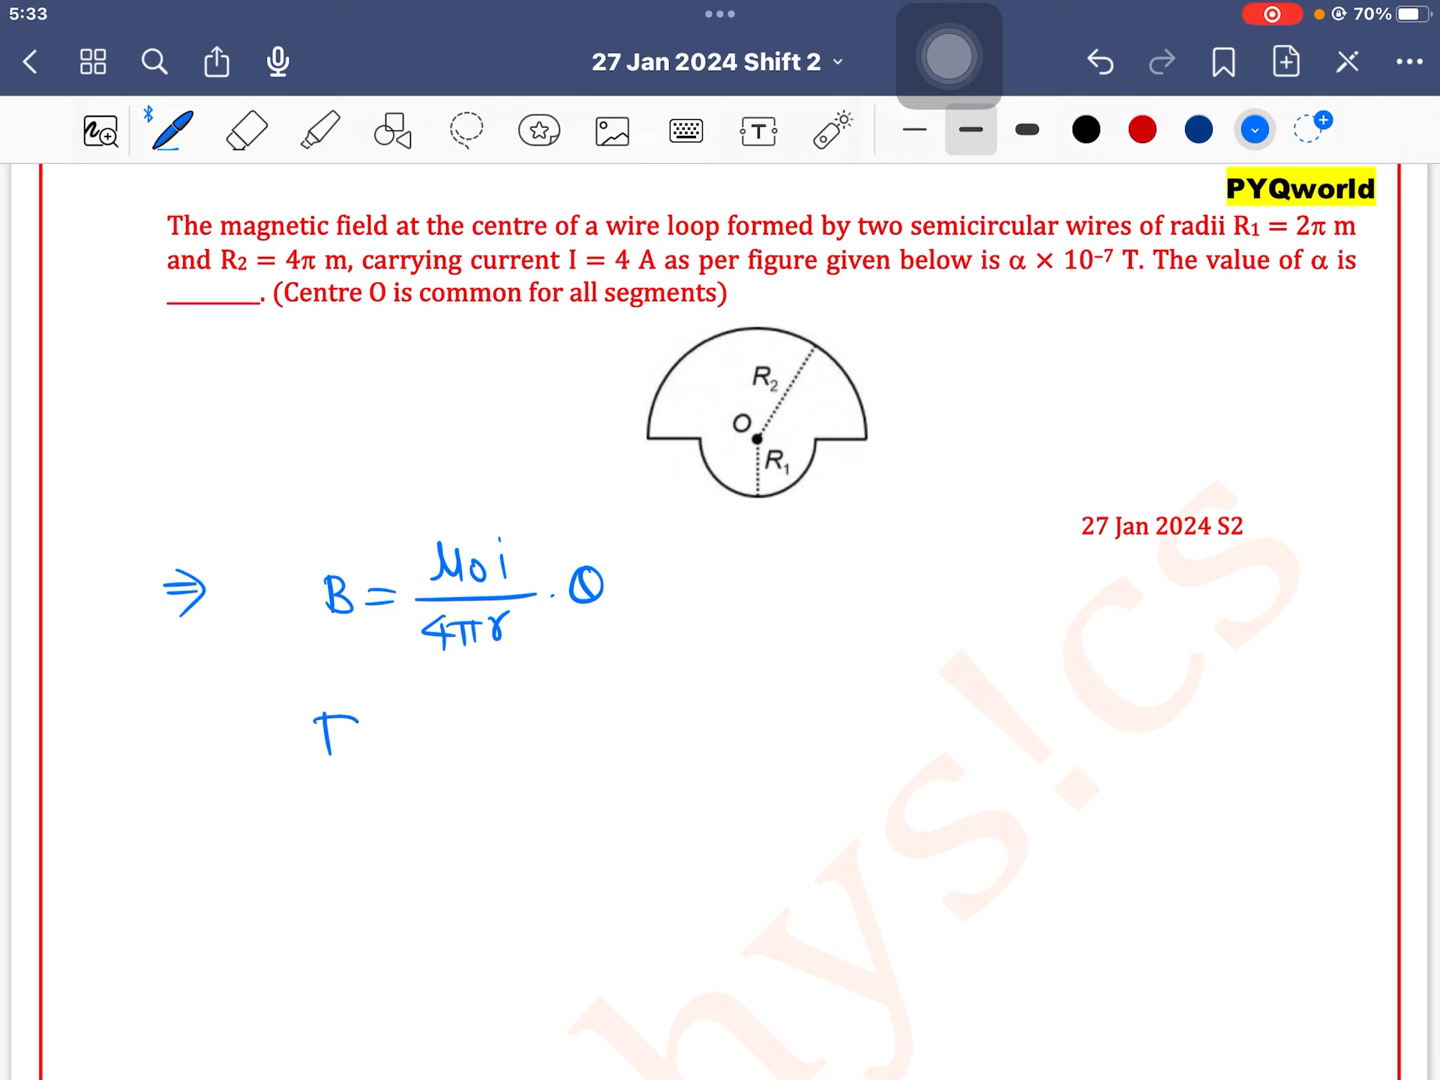 5:33
70%
27 Jan 2024 Shift 2
T
PYQworld
The magnetic field at the centre of a wire loop formed by two semicircular wires of radii R₁ = 2π m
and R₂ = 4π m, carrying current I = 4 A as per figure given below is α × 10⁻⁷ T. The value of α is
________. (Centre O is common for all segments)
R₂
O
R₁
27 Jan 2024 S2
⇒ B = μ₀i / 4πr . θ
hys!cs